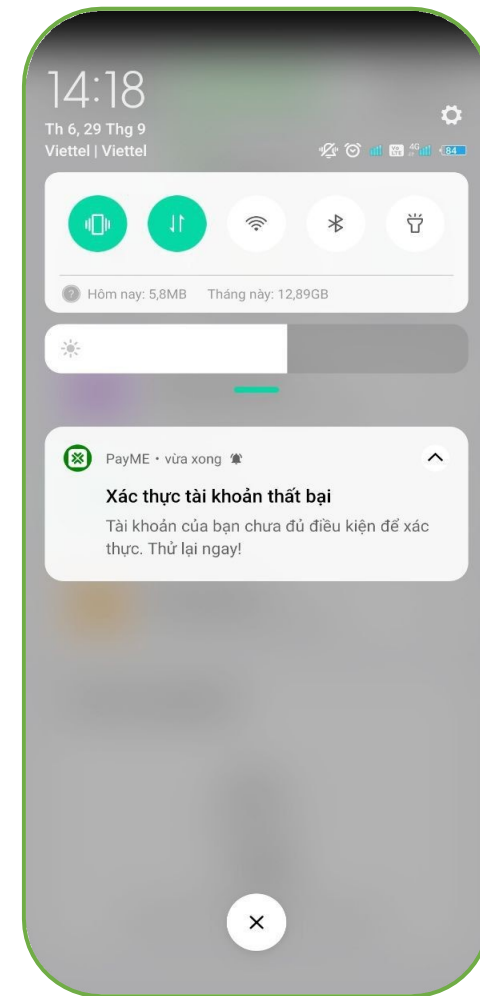 14:18
Th 6, 29 Thg 9
Viettel | Viettel
4G
84
Hôm nay: 5,8MB Tháng này: 12,89GB
PayME • vừa xong
Xác thực tài khoản thất bại
Tài khoản của bạn chưa đủ điều kiện để xác
thực. Thử lại ngay!